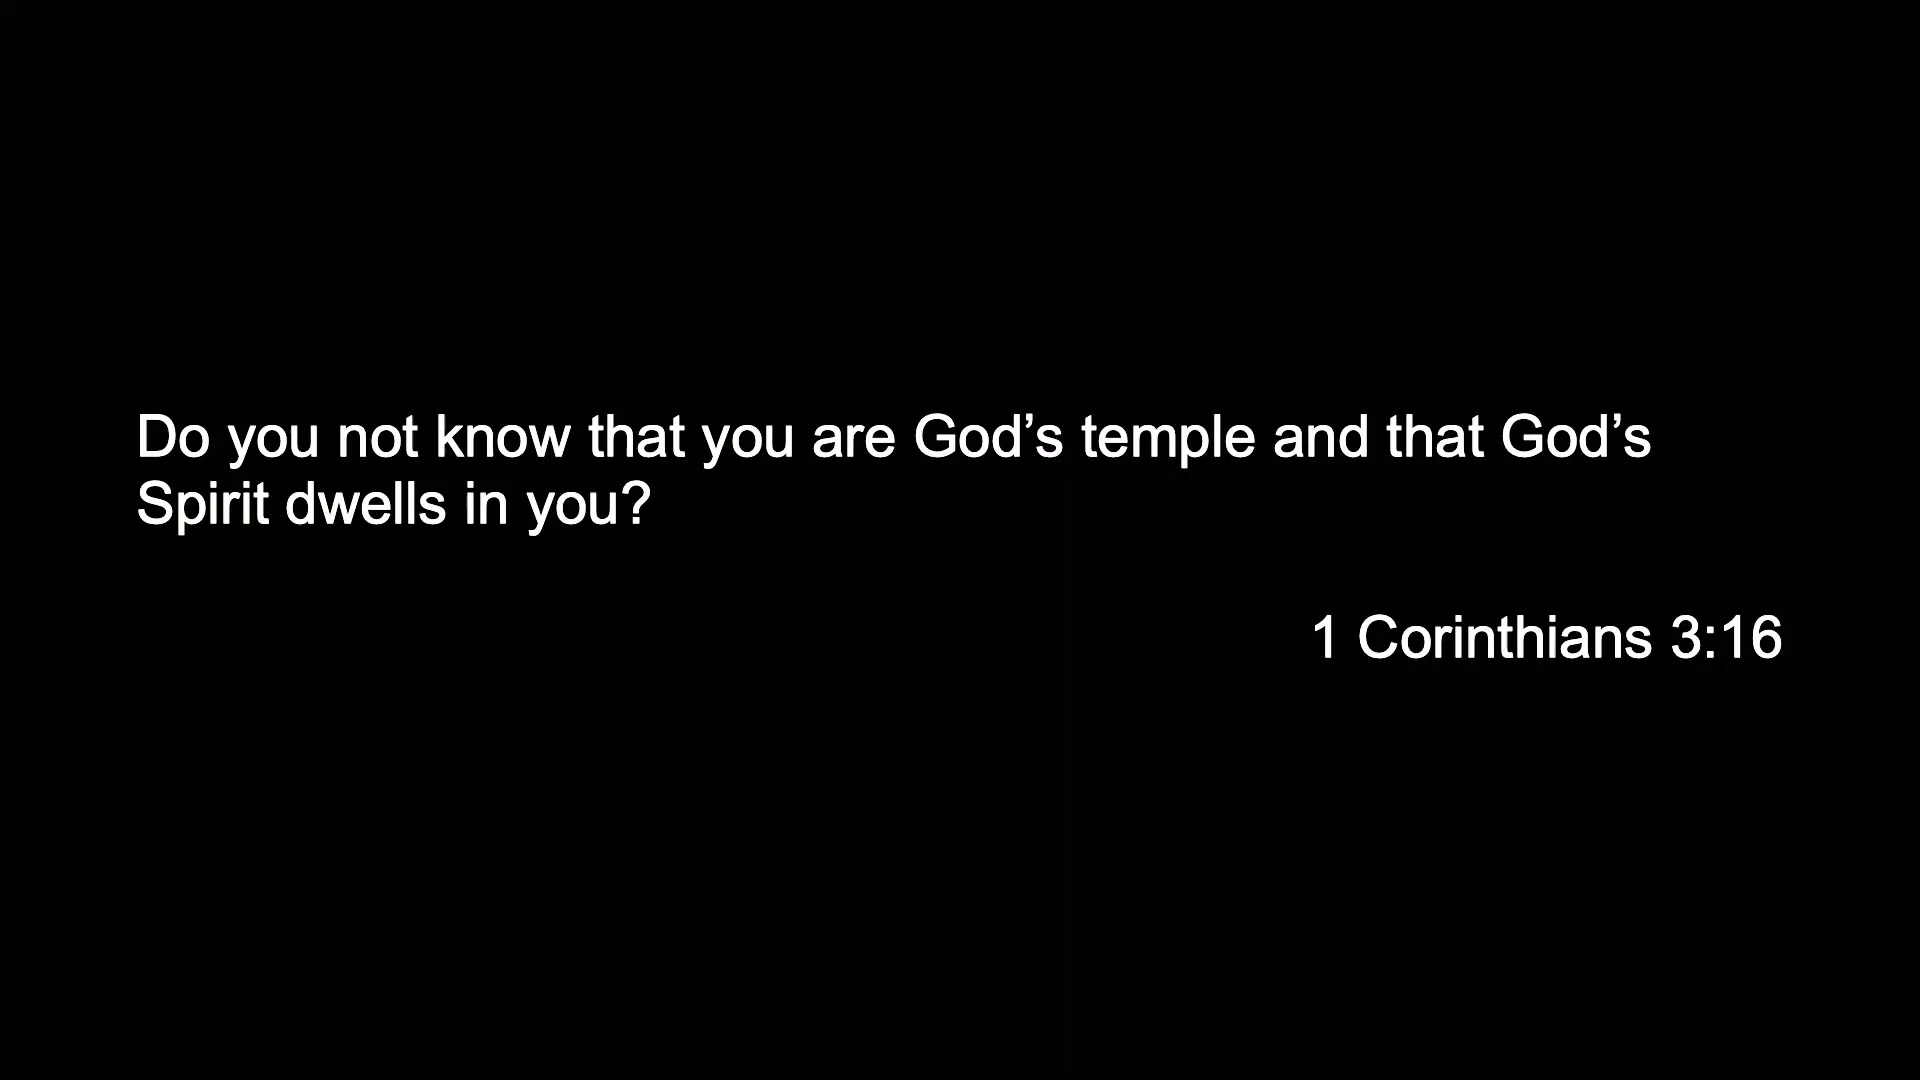 Do you not know that you are God’s temple and that God’s
Spirit dwells in you?
1 Corinthians 3:16